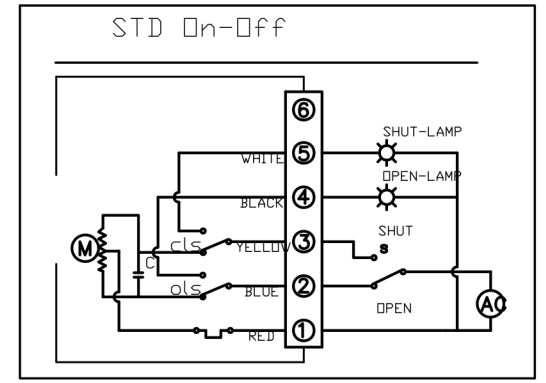 STD On-Off
6
SHUT-LAMP
WHITE 5
OPEN-LAMP
BLACK 4
SHUT
cls YELLOW 3 s
M C
ols BLUE 2
OPEN AC
RED 1